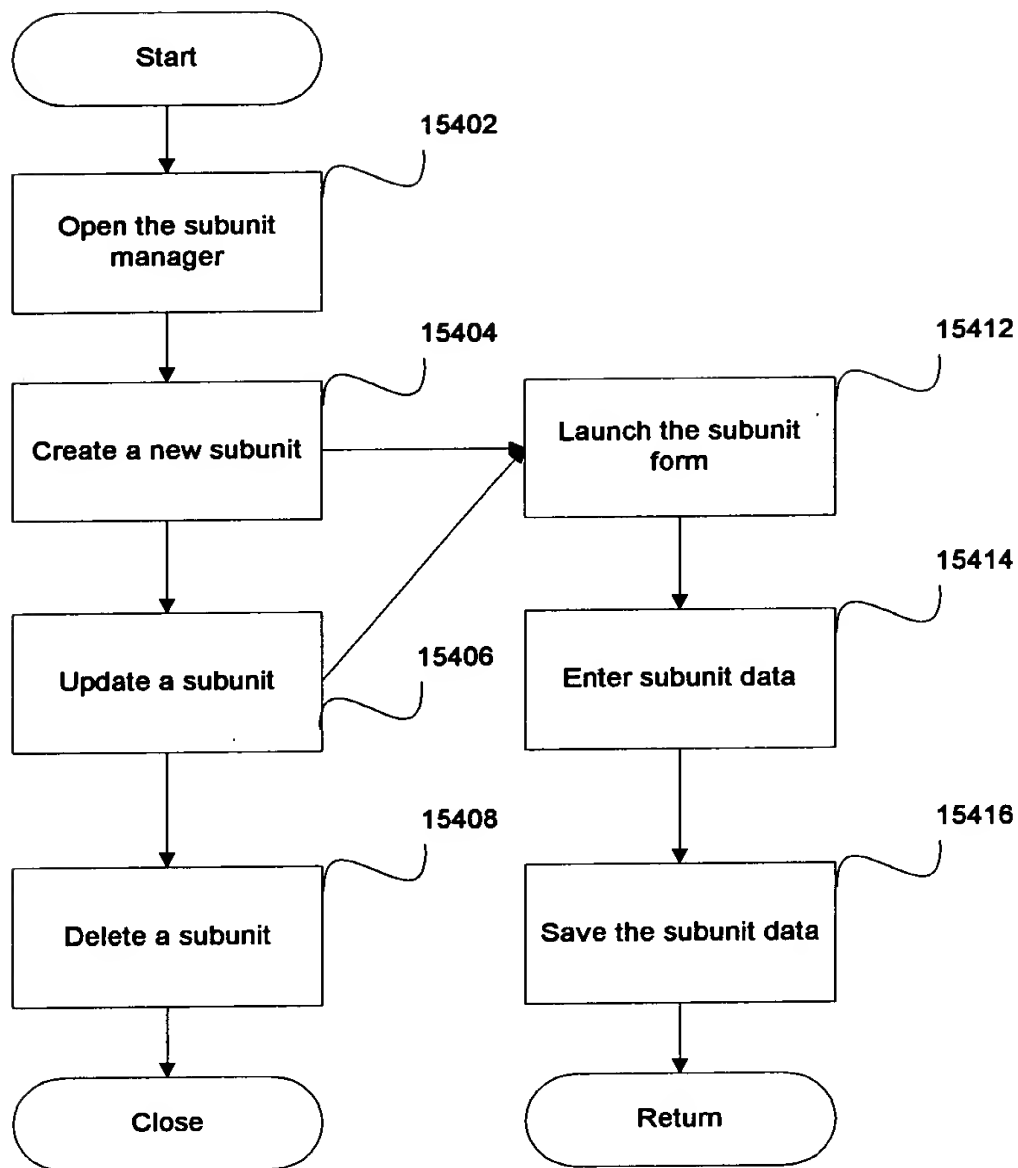 Start
15402
Open the subunit
manager
15404
Create a new subunit
15412
Launch the subunit
form
15406
Update a subunit
15414
Enter subunit data
15408
Delete a subunit
15416
Save the subunit data
Close
Return